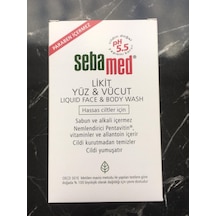 PARABEN İÇERMEZ
pH
5.5
sebamed
LİKİT
YÜZ & VÜCUT
LIQUID FACE & BODY WASH
Hassas ciltler için
Sabun ve alkali içermez
Nemlendirici Pentavitin®,
vitaminler ve allantoin içerir
Cildi kurutmadan temizler
Cildi yumuşatır